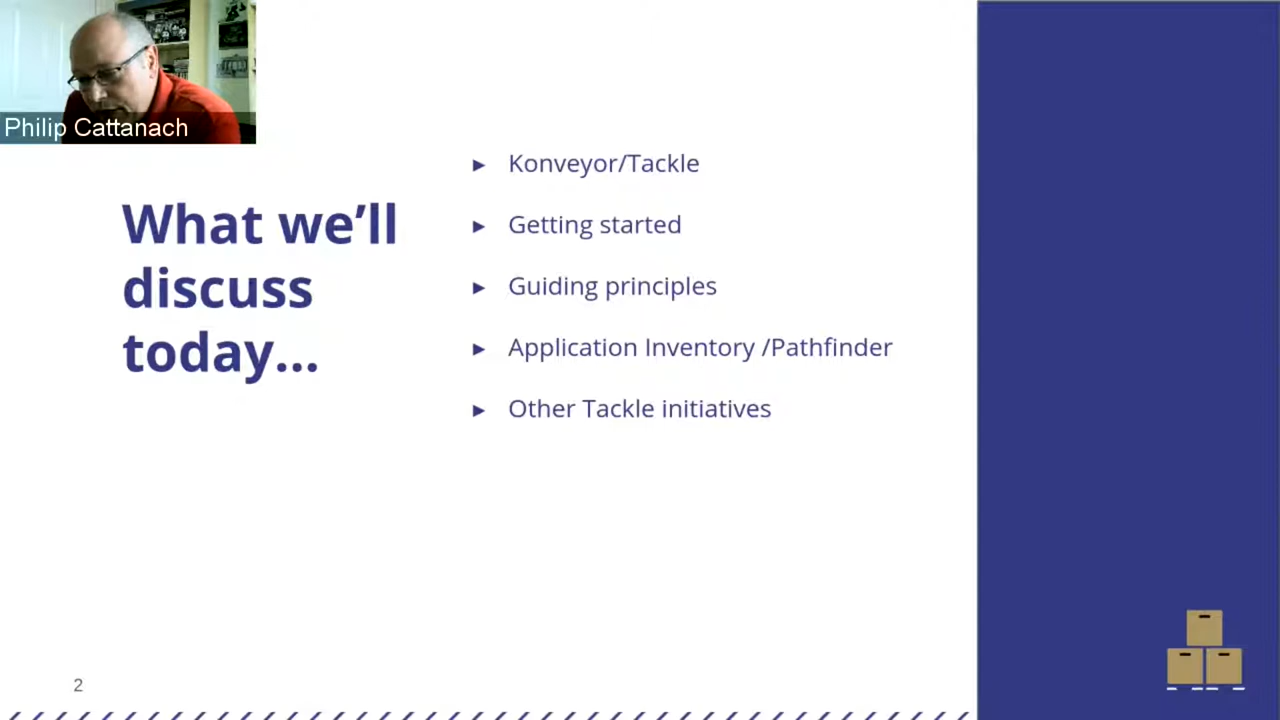 Philip Cattanach
What we’ll
discuss
today...
► Konveyor/Tackle
► Getting started
► Guiding principles
► Application Inventory /Pathfinder
► Other Tackle initiatives
2